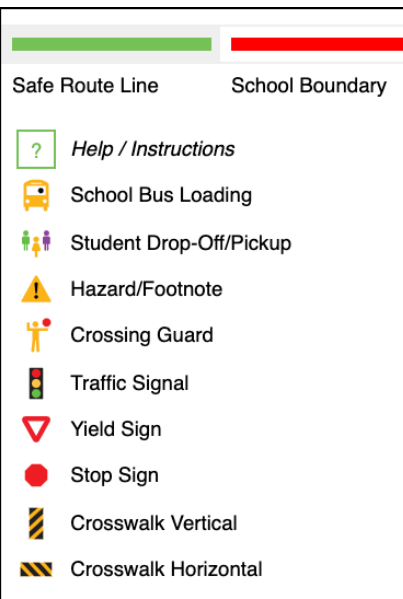 Safe Route Line
School Boundary
?
Help / Instructions
School Bus Loading
Student Drop-Off/Pickup
!
Hazard/Footnote
Crossing Guard
Traffic Signal
Yield Sign
Stop Sign
Crosswalk Vertical
Crosswalk Horizontal